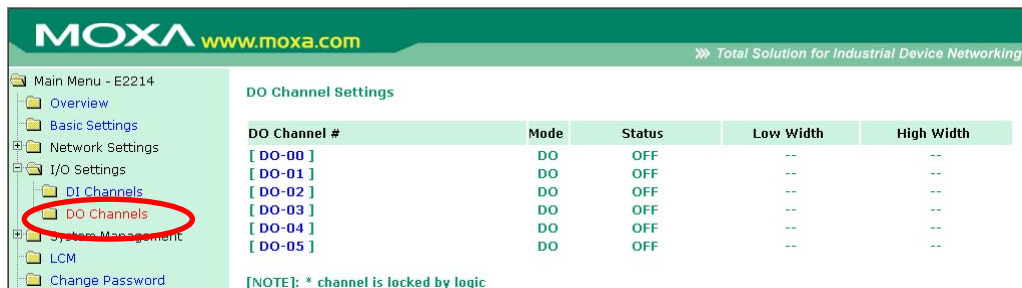 MOXA www.moxa.com
Total Solution for Industrial Device Networking
Main Menu - E2214
Overview
Basic Settings
Network Settings
I/O Settings
DI Channels
DO Channels
System Management
LCM
Change Password
DO Channel Settings
DO Channel # Mode Status Low Width High Width
[ DO-00 ] DO OFF -- --
[ DO-01 ] DO OFF -- --
[ DO-02 ] DO OFF -- --
[ DO-03 ] DO OFF -- --
[ DO-04 ] DO OFF -- --
[ DO-05 ] DO OFF -- --
[NOTE]: * channel is locked by logic